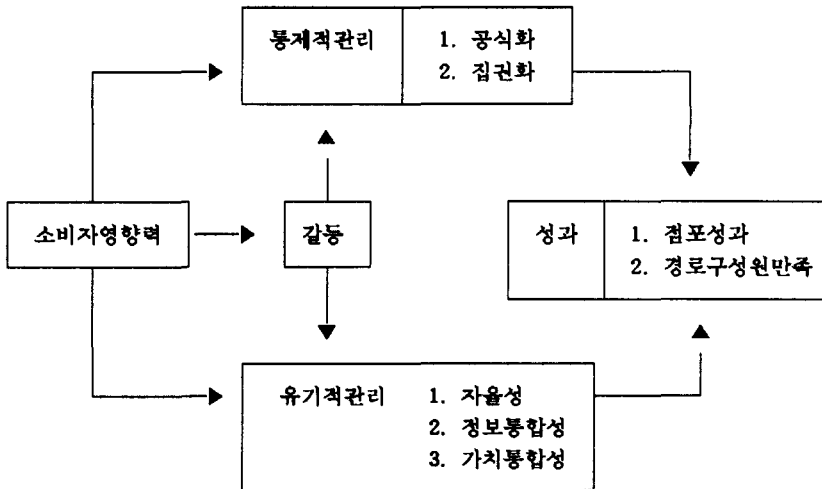 통제적관리
1. 공식화
2. 집권화
소비자영향력
갈등
성과
1. 점포성과
2. 경로구성원만족
유기적관리
1. 자율성
2. 정보통합성
3. 가치통합성